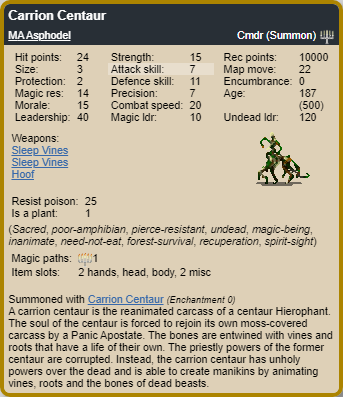 Carrion Centaur
MA Asphodel Cmdr (Summon)
Hit points: 24 Strength: 15 Rec points: 10000
Size: 3 Attack skill: 7 Map move: 22
Protection: 2 Defence skill: 11 Encumbrance: 0
Magic res: 14 Precision: 7 Age: 187
Morale: 15 Combat speed: 20 (500)
Leadership: 40 Magic ldr: 10 Undead ldr: 120
Weapons:
Sleep Vines
Sleep Vines
Hoof
Resist poison: 25
Is a plant: 1
(Sacred, poor-amphibian, pierce-resistant, undead, magic-being,
inanimate, need-not-eat, forest-survival, recuperation, spirit-sight)
Magic paths: 1
Item slots: 2 hands, head, body, 2 misc
Summoned with Carrion Centaur (Enchantment 0)
A carrion centaur is the reanimated carcass of a centaur Hierophant.
The soul of the centaur is forced to rejoin its own moss-covered
carcass by a Panic Apostate. The bones are entwined with vines and
roots that have a life of their own. The priestly powers of the former
centaur are corrupted. Instead, the carrion centaur has unholy
powers over the dead and is able to create manikins by animating
vines, roots and the bones of dead beasts.